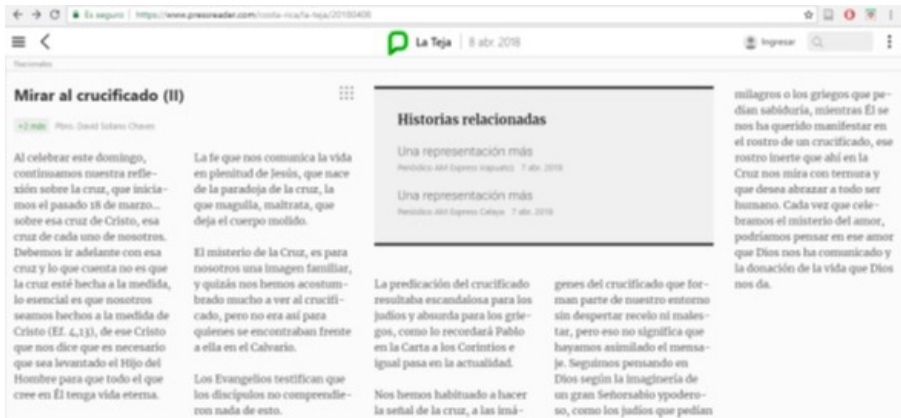 Es seguro | https://www.pressreader.com/costa-rica/la-teja/20180408
La Teja | 8 abr. 2018
Ingresar
Nacionales
Mirar al crucificado (II)
+2 más Pbro. David Solano Chaves
Al celebrar este domingo,
continuamos nuestra refle-
xión sobre la cruz, que inicia-
mos el pasado 18 de marzo...
sobre esa cruz de Cristo, esa
cruz de cada uno de nosotros.
Debemos ir adelante con esa
cruz y lo que cuenta no es que
la cruz esté hecha a la medida,
lo esencial es que nosotros
seamos hechos a la medida de
Cristo (Ef. 4,13), de ese Cristo
que nos dice que es necesario
que sea levantado el Hijo del
Hombre para que todo el que
cree en Él tenga vida eterna.
La fe que nos comunica la vida
en plenitud de Jesús, que nace
de la paradoja de la cruz, la
que magulla, maltrata, que
deja el cuerpo molido.
El misterio de la Cruz, es para
nosotros una imagen familiar,
y quizás nos hemos acostum-
brado mucho a ver al crucifi-
cado, pero no era así para
quienes se encontraban frente
a ella en el Calvario.
Los Evangelios testifican que
los discípulos no comprendie-
ron nada de esto.
Historias relacionadas
Una representación más
Periódico AM Express Irapuato) 7 abr. 2018
Una representación más
Periódico AM Express Celaya 7 abr. 2018
La predicación del crucificado
resultaba escandalosa para los
judíos y absurda para los grie-
gos, como lo recordará Pablo
en la Carta a los Corintios e
igual pasa en la actualidad.
Nos hemos habituado a hacer
la señal de la cruz, a las imá-
genes del crucificado que for-
man parte de nuestro entorno
sin despertar recelo ni males-
tar, pero eso no significa que
hayamos asimilado el mensa-
je. Seguimos pensando en
Dios según la imaginería de
un gran Señorsabio ypodero-
so, como los judíos que pedían
milagros o los griegos que pe-
dían sabiduría, mientras Él se
nos ha querido manifestar en
el rostro de un crucificado, ese
rostro inerte que ahí en la
Cruz nos mira con ternura y
que desea abrazar a todo ser
humano. Cada vez que cele-
bramos el misterio del amor,
podríamos pensar en ese amor
que Dios nos ha comunicado y
la donación de la vida que Dios
nos da.